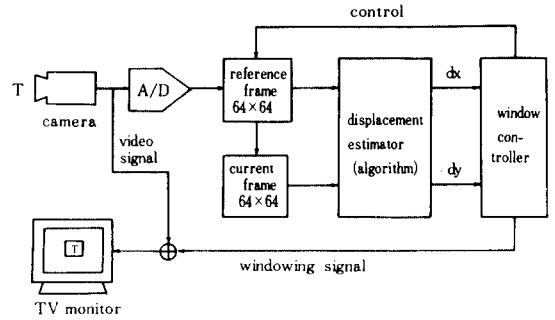 control
T
camera
A/D
reference
frame
64×64
dx
displacement
estimator
(algorithm)
window
con-
troller
video
signal
current
frame
64×64
dy
T
windowing signal
TV monitor